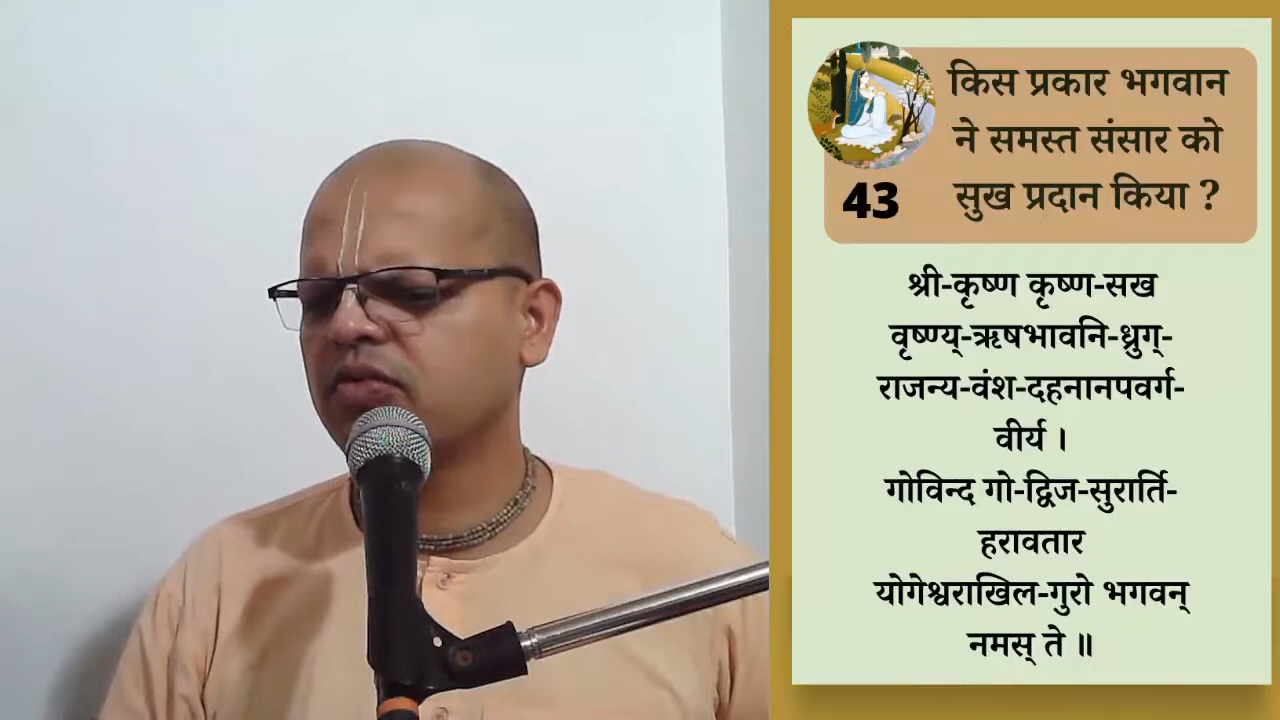 किस प्रकार भगवान
ने समस्त संसार को
सुख प्रदान किया ?
43
श्री-कृष्ण कृष्ण-सख
वृष्ण्य्-ऋषभावनि-ध्रुग्-
राजन्य-वंश-दहनानपवर्ग-
वीर्य ।
गोविन्द गो-द्विज-सुरार्ति-
हरावतार
योगेश्वराखिल-गुरो भगवन्
नमस् ते ॥